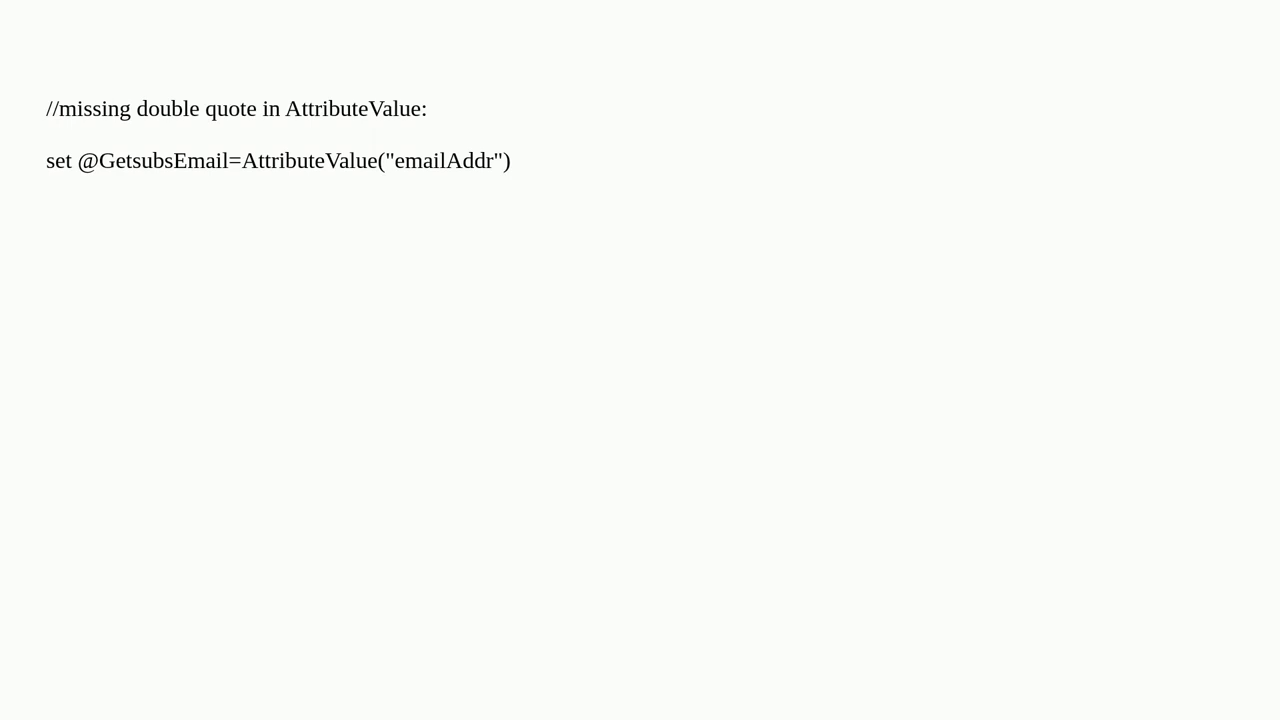 //missing double quote in AttributeValue:
set @GetsubsEmail=AttributeValue("emailAddr")